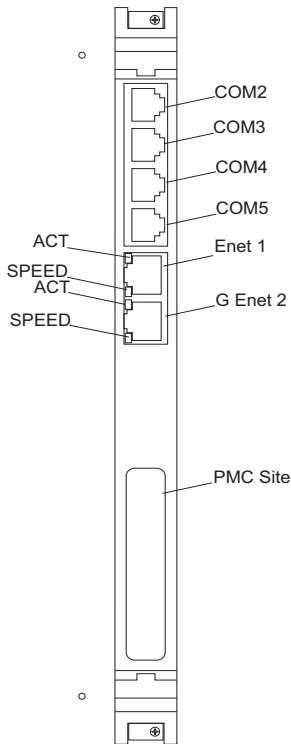 COM2
COM3
COM4
COM5
ACT
Enet 1
SPEED
ACT
G Enet 2
SPEED
PMC Site